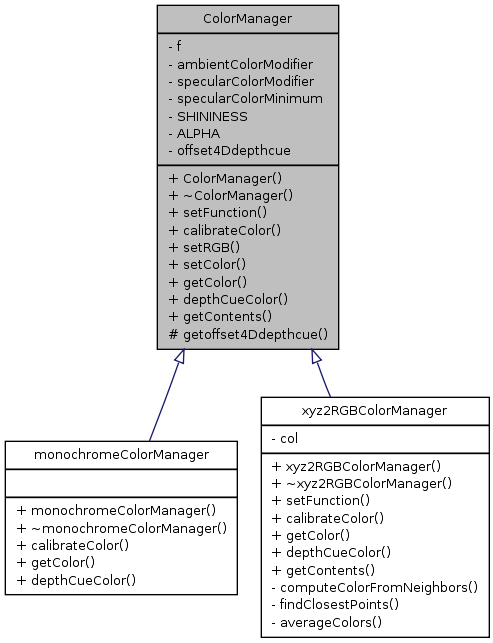 ColorManager
- f
- ambientColorModifier
- specularColorModifier
- specularColorMinimum
- SHININESS
- ALPHA
- offset4Ddepthcue
+ ColorManager()
+ ~ColorManager()
+ setFunction()
+ calibrateColor()
+ setRGB()
+ setColor()
+ getColor()
+ depthCueColor()
+ getContents()
# getoffset4Ddepthcue()
monochromeColorManager
+ monochromeColorManager()
+ ~monochromeColorManager()
+ calibrateColor()
+ getColor()
+ depthCueColor()
xyz2RGBColorManager
- col
+ xyz2RGBColorManager()
+ ~xyz2RGBColorManager()
+ setFunction()
+ calibrateColor()
+ getColor()
+ depthCueColor()
+ getContents()
- computeColorFromNeighbors()
- findClosestPoints()
- averageColors()